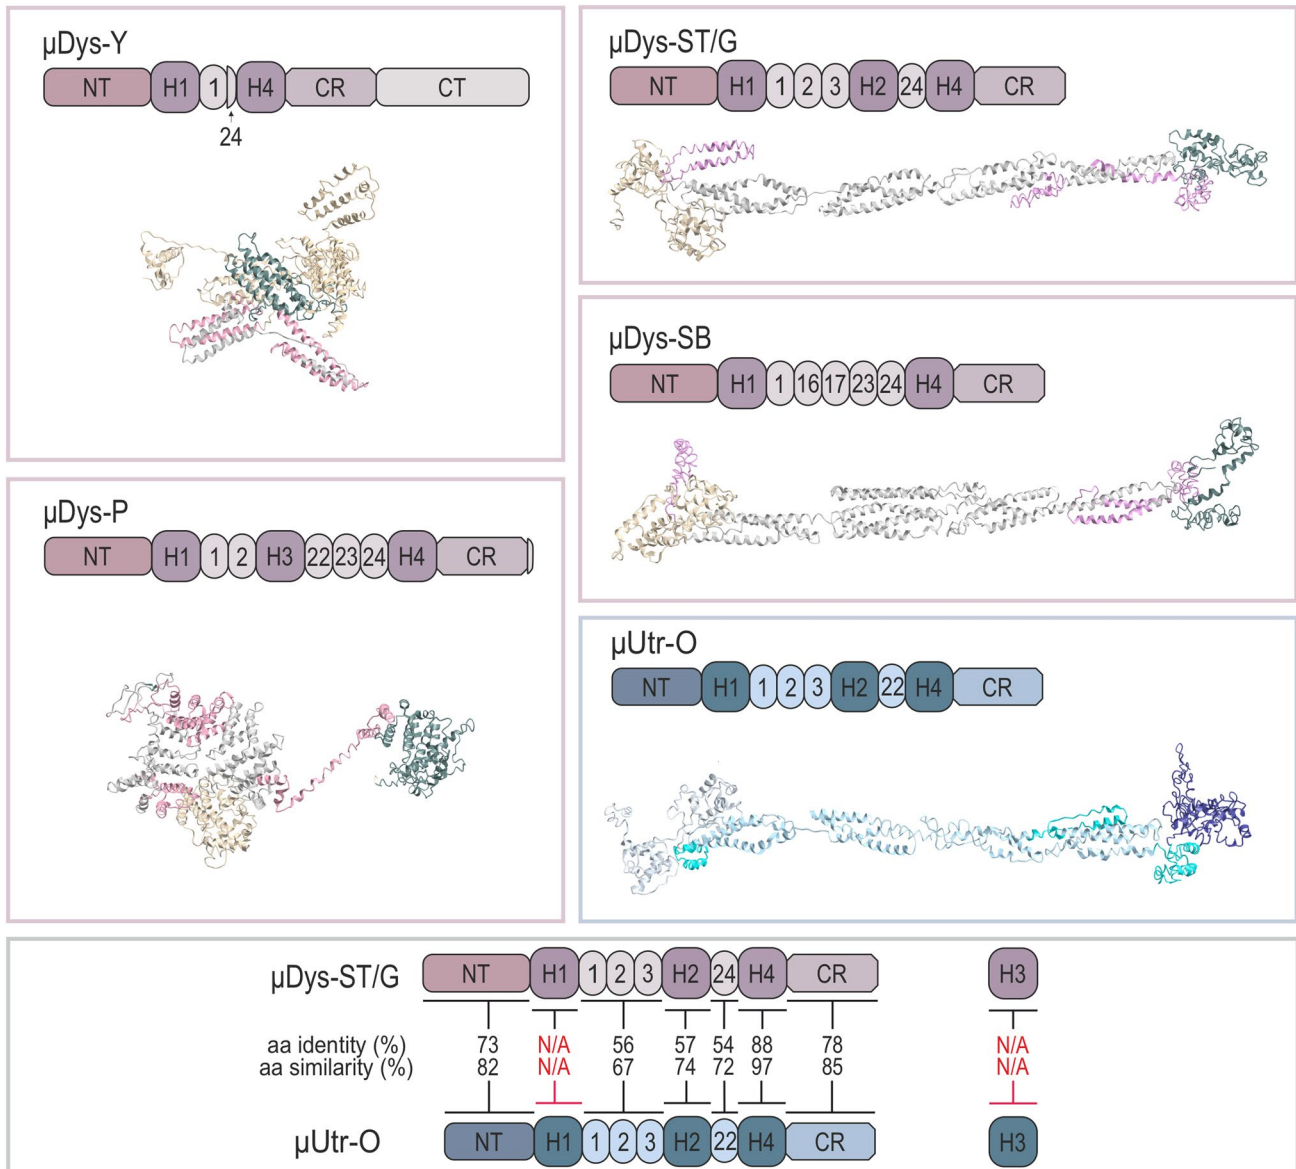 µDys-Y
NT H1 1 H4 CR CT
24
µDys-ST/G
NT H1 1 2 3 H2 24 H4 CR
µDys-SB
NT H1 1 16 17 23 24 H4 CR
µDys-P
NT H1 1 2 H3 22 23 24 H4 CR
µUtr-O
NT H1 1 2 3 H2 22 H4 CR
µDys-ST/G NT H1 1 2 3 H2 24 H4 CR H3
aa identity (%) 73 N/A 56 57 54 88 78 N/A
aa similarity (%) 82 N/A 67 74 72 97 85 N/A
µUtr-O NT H1 1 2 3 H2 22 H4 CR H3